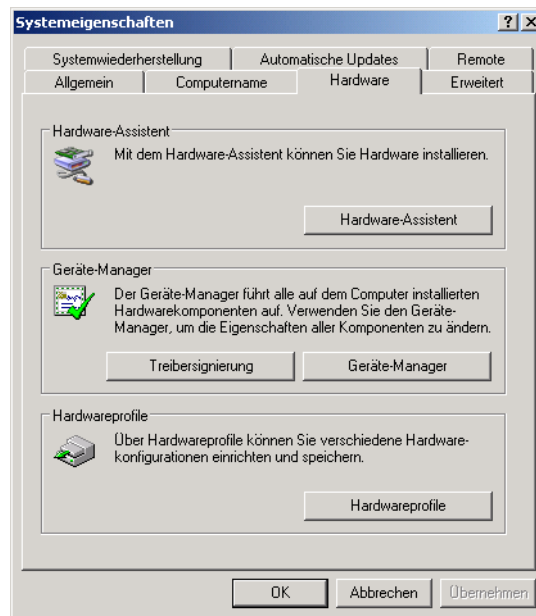 Systemeigenschaften
Systemwiederherstellung Automatische Updates Remote
Allgemein Computername Hardware Erweitert
Hardware-Assistent
Mit dem Hardware-Assistent können Sie Hardware installieren.
Hardware-Assistent
Geräte-Manager
Der Geräte-Manager führt alle auf dem Computer installierten
Hardwarekomponenten auf. Verwenden Sie den Geräte-
Manager, um die Eigenschaften aller Komponenten zu ändern.
Treibersignierung Geräte-Manager
Hardwareprofile
Über Hardwareprofile können Sie verschiedene Hardware-
konfigurationen einrichten und speichern.
Hardwareprofile
OK Abbrechen Übernehmen